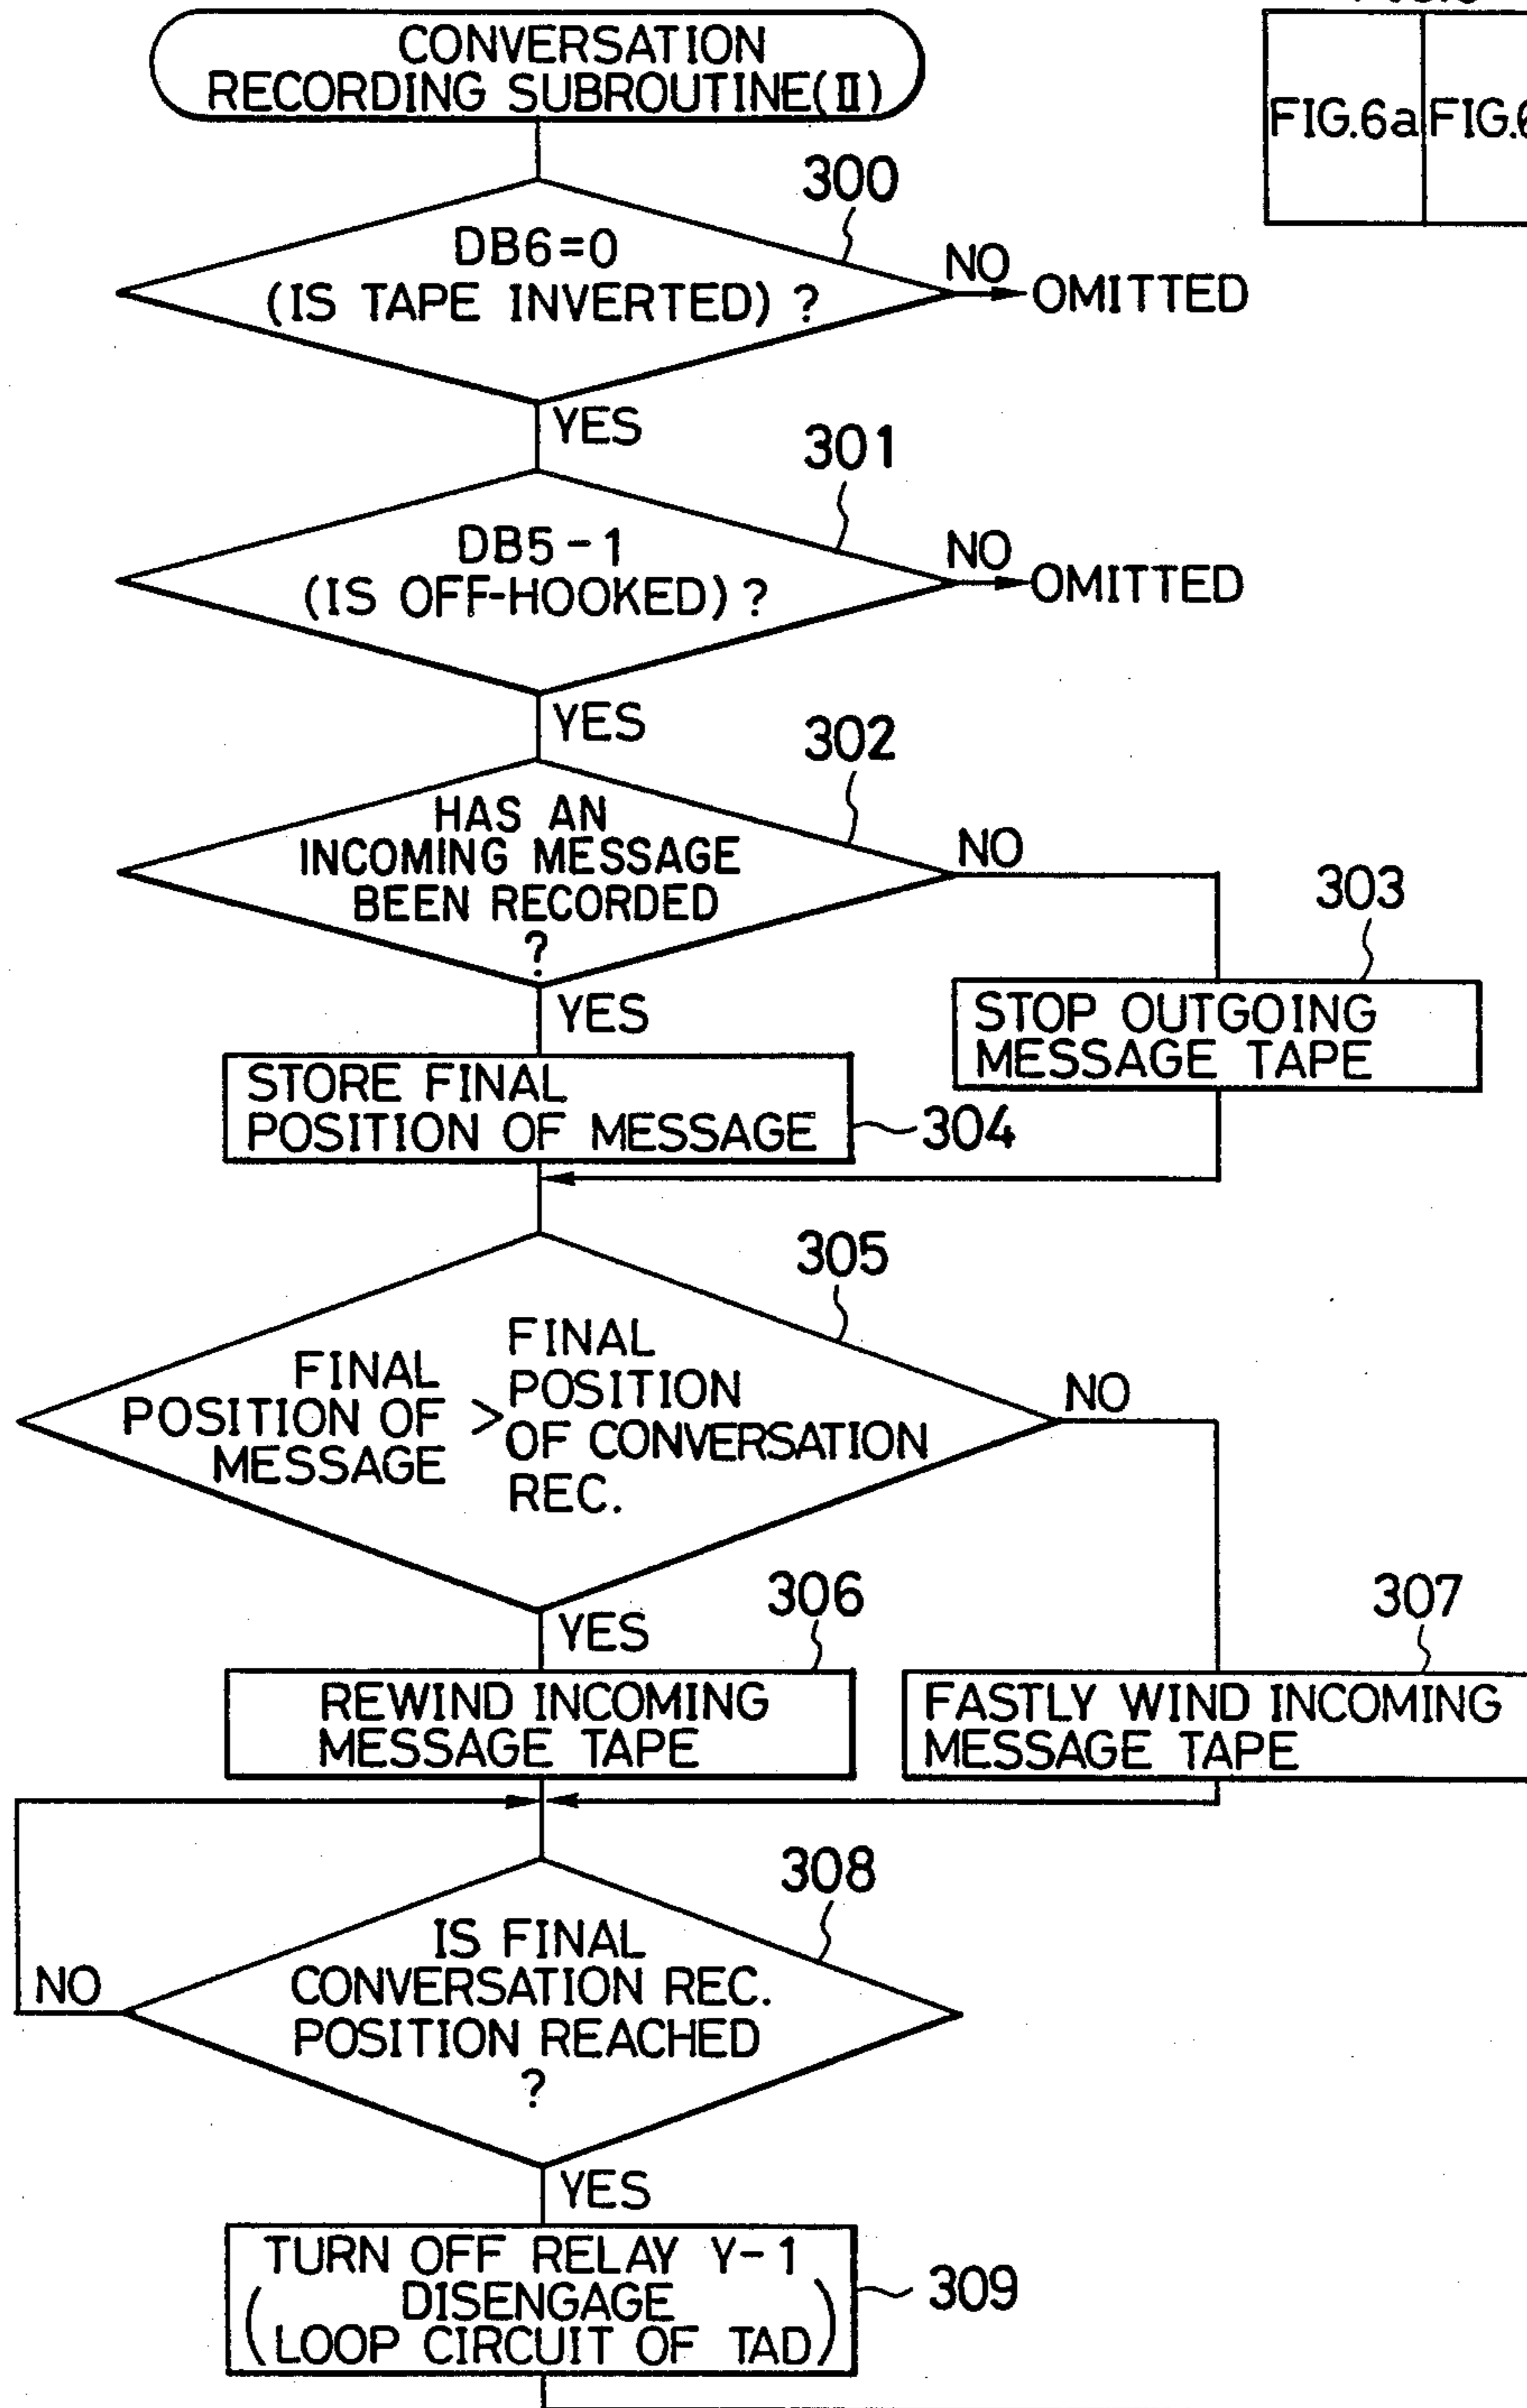 CONVERSATION
RECORDING SUBROUTINE(II)
FIG.6a
300
DB6=0
(IS TAPE INVERTED) ?
NO
OMITTED
YES
301
DB5-1
(IS OFF-HOOKED) ?
NO
OMITTED
YES
302
HAS AN
INCOMING MESSAGE
BEEN RECORDED
?
NO
303
STOP OUTGOING
MESSAGE TAPE
YES
STORE FINAL
POSITION OF MESSAGE
304
305
FINAL
POSITION OF
MESSAGE
>
FINAL
POSITION
OF CONVERSATION
REC.
NO
YES
306
REWIND INCOMING
MESSAGE TAPE
307
FASTLY WIND INCOMING
MESSAGE TAPE
308
IS FINAL
CONVERSATION REC.
POSITION REACHED
?
NO
YES
TURN OFF RELAY Y-1
(DISENGAGE
LOOP CIRCUIT OF TAD)
309